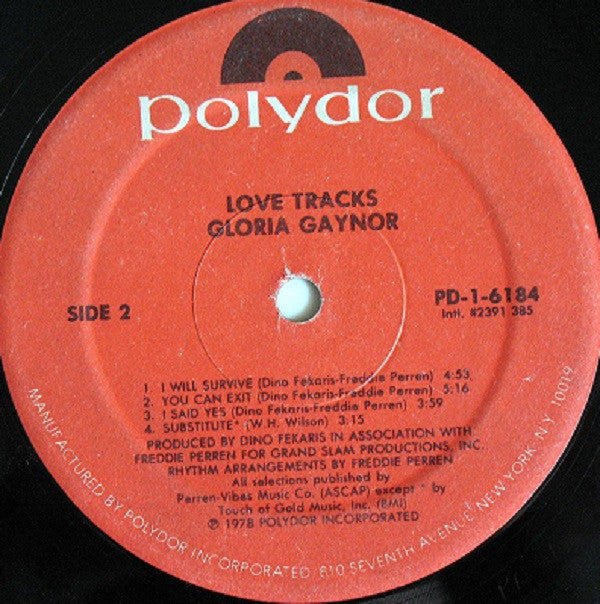 polydor
LOVE TRACKS
GLORIA GAYNOR
SIDE 2
PD-1-6184
Intl. #2391 385
1. I WILL SURVIVE (Dino Fekaris-Freddie Perren) 4:53
2. YOU CAN EXIT (Dino Fekaris-Freddie Perren) 5:16
3. I SAID YES (Dino Fekaris-Freddie Perren) 3:59
4. SUBSTITUTE* (W.H. Wilson) 3:15
PRODUCED BY DINO FEKARIS IN ASSOCIATION WITH
FREDDIE PERREN FOR GRAND SLAM PRODUCTIONS, INC.
RHYTHM ARRANGEMENTS BY FREDDIE PERREN
All selections published by
Perren-Vibes Music Co. (ASCAP) except * by
Touch of Gold Music, Inc. (BMI)
℗ 1978 POLYDOR INCORPORATED
MANUFACTURED BY POLYDOR INCORPORATED · 810 SEVENTH AVENUE, NEW YORK, N.Y. 10019